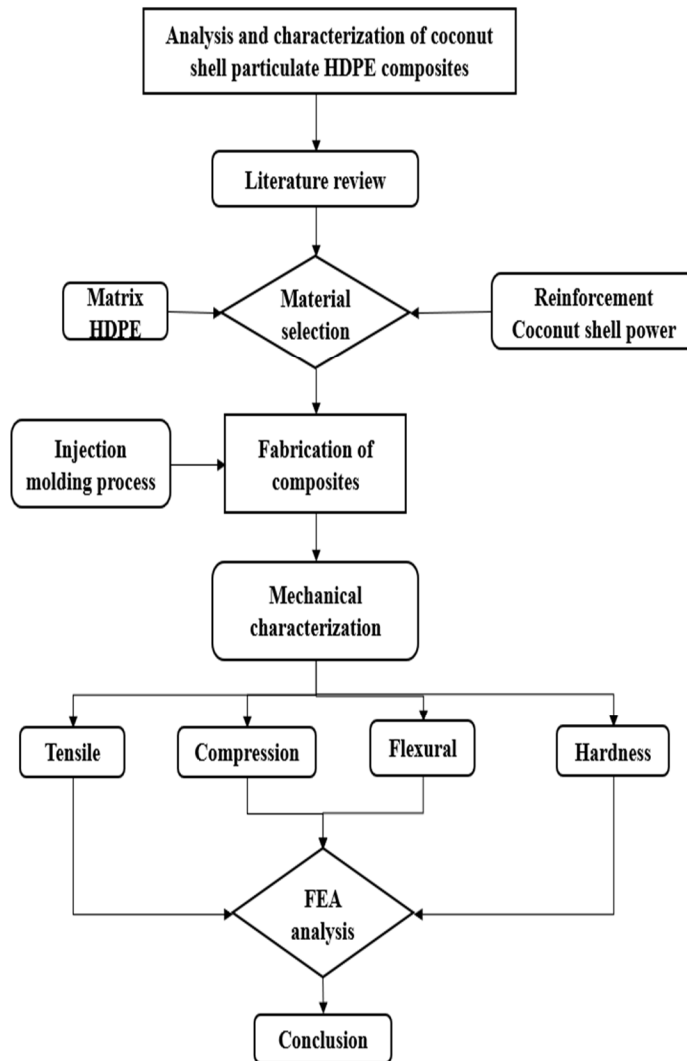 Analysis and characterization of coconut
shell particulate HDPE composites
Literature review
Matrix
HDPE
Material
selection
Reinforcement
Coconut shell power
Injection
molding process
Fabrication of
composites
Mechanical
characterization
Tensile
Compression
Flexural
Hardness
FEA
analysis
Conclusion